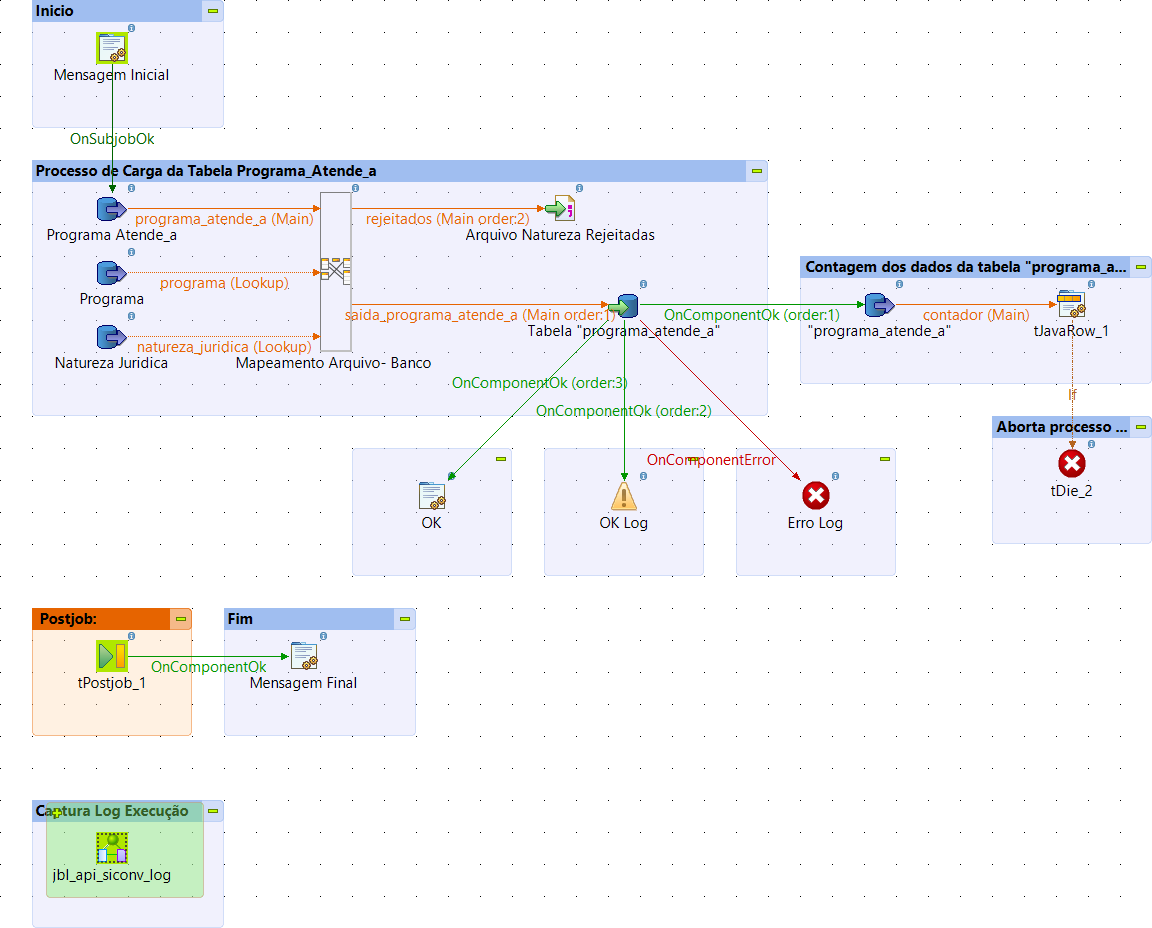 Inicio
Mensagem Inicial
OnSubjobOk
Processo de Carga da Tabela Programa_Atende_a
programa_atende_a (Main)
rejeitados (Main order:2)
Programa Atende_a
Arquivo Natureza Rejeitadas
programa (Lookup)
Programa
natureza_juridica (Lookup)
Natureza Juridica
Mapeamento Arquivo- Banco
saida_programa_atende_a (Main order:1)
Tabela "programa_atende_a"
OnComponentOk (order:1)
Contagem dos dados da tabela "programa_a...
contador (Main)
"programa_atende_a"
tJavaRow_1
If
OnComponentOk (order:3)
OnComponentOk (order:2)
OnComponentError
Aborta processo ...
tDie_2
OK
OK Log
Erro Log
Postjob:
tPostjob_1
OnComponentOk
Fim
Mensagem Final
Captura Log Execução
jbl_api_siconv_log